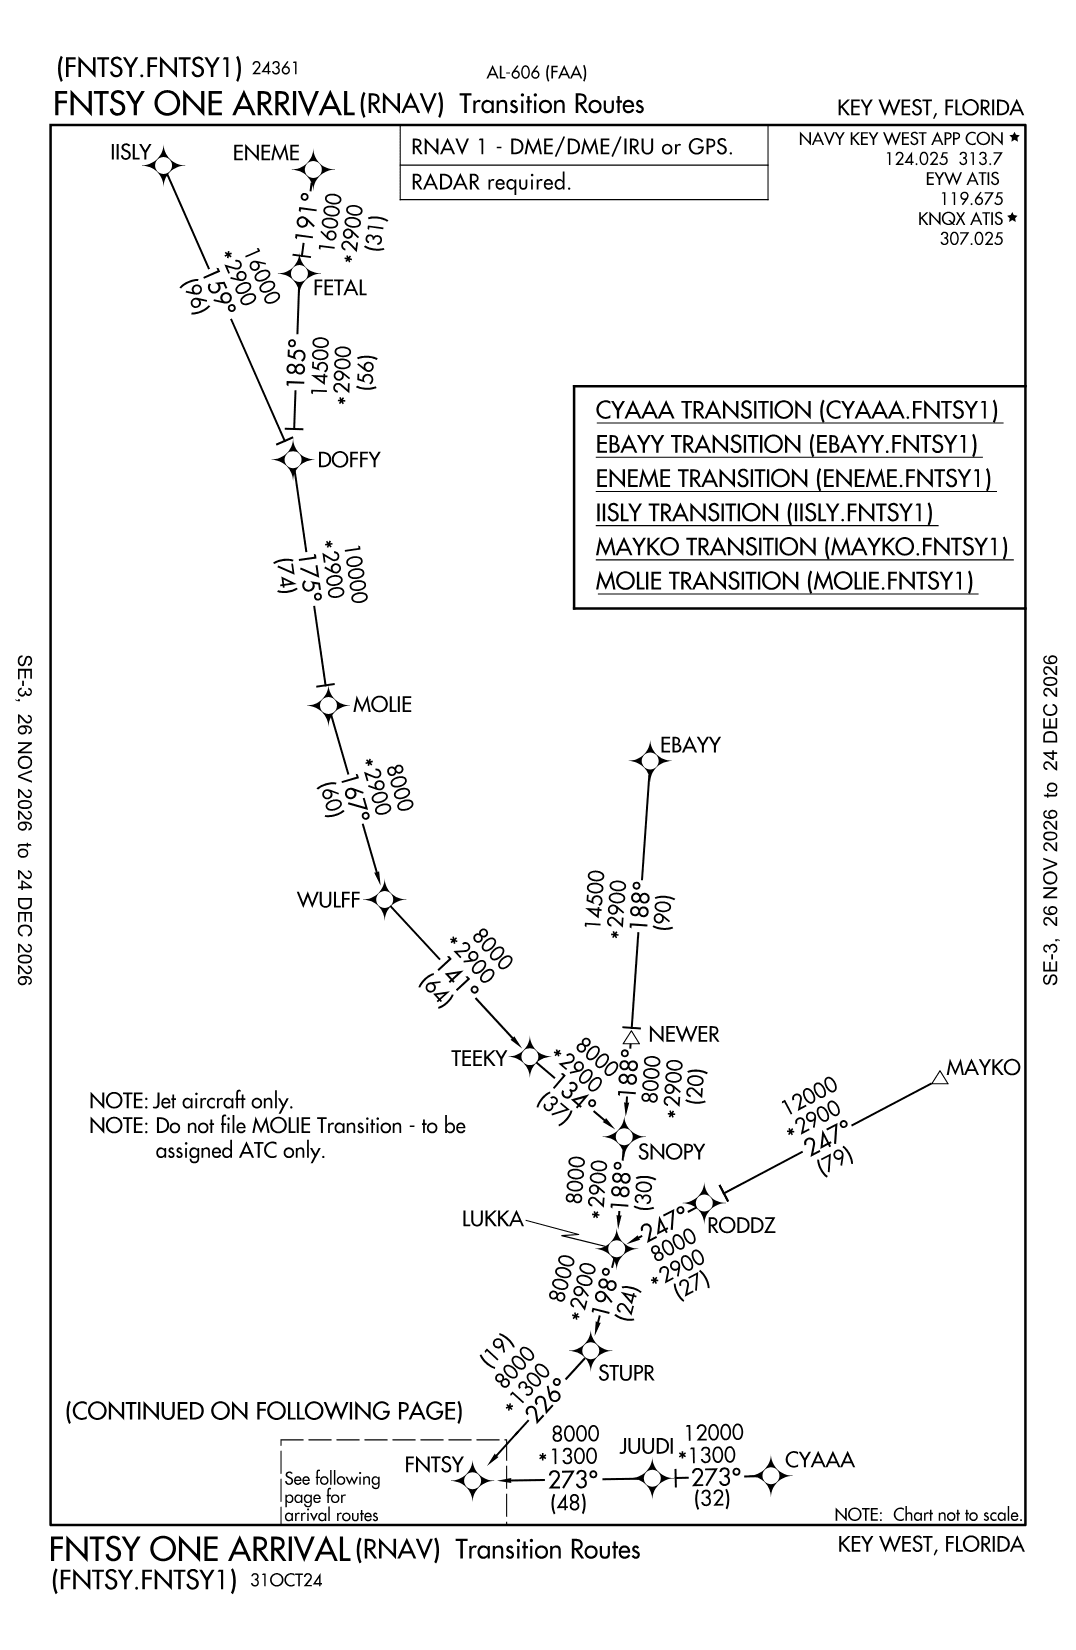 (FNTSY.FNTSY1) 24361
AL-606 (FAA)
FNTSY ONE ARRIVAL (RNAV) Transition Routes
KEY WEST, FLORIDA
RNAV 1 - DME/DME/IRU or GPS.
RADAR required.
NAVY KEY WEST APP CON ★
124.025 313.7
EYW ATIS
119.675
KNQX ATIS ★
307.025
IISLY
ENEME
191°
16000
*2900
(31)
FETAL
16000
*2900
159°
(96)
185°
14500
*2900
(56)
DOFFY
CYAAA TRANSITION (CYAAA.FNTSY1)
EBAYY TRANSITION (EBAYY.FNTSY1)
ENEME TRANSITION (ENEME.FNTSY1)
IISLY TRANSITION (IISLY.FNTSY1)
MAYKO TRANSITION (MAYKO.FNTSY1)
MOLIE TRANSITION (MOLIE.FNTSY1)
10000
*2900
175°
(74)
MOLIE
8000
*2900
167°
(60)
WULFF
EBAYY
14500
*2900
188°
(90)
8000
*2900
141°
(64)
TEEKY
NEWER
8000
*2900
134°
(37)
188°
8000
*2900
(20)
MAYKO
12000
*2900
247°
(79)
NOTE: Jet aircraft only.
NOTE: Do not file MOLIE Transition - to be
assigned ATC only.
SNOPY
8000
*2900
188°
(30)
LUKKA
RODDZ
247°
8000
*2900
(27)
8000
*2900
198°
(24)
STUPR
(19)
8000
*1300
226°
(CONTINUED ON FOLLOWING PAGE)
FNTSY
See following
page for
arrival routes
8000
*1300
273°
(48)
JUUDI
12000
*1300
273°
(32)
CYAAA
NOTE: Chart not to scale.
FNTSY ONE ARRIVAL (RNAV) Transition Routes
KEY WEST, FLORIDA
(FNTSY.FNTSY1) 31OCT24
SE-3, 26 NOV 2026 to 24 DEC 2026
SE-3, 26 NOV 2026 to 24 DEC 2026